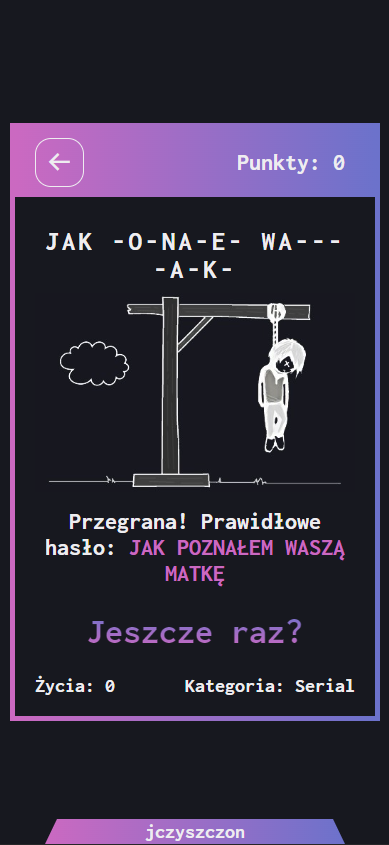 Punkty: 0
JAK -O-NA-E- WA---
-A-K-
Przegrana! Prawidłowe
hasło: JAK POZNAŁEM WASZĄ
MATKĘ
Jeszcze raz?
Życia: 0 Kategoria: Serial
jczyszczon